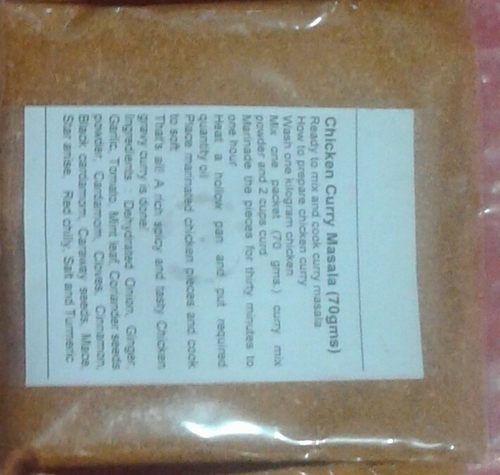 Chicken Curry Masala (70gms)
Ready to mix and cook curry masala
How to prepare chicken curry
Wash one kilogram chicken
Mix one packet (70 gms.) curry mix
powder and 2 cups curd
Marinade the pieces for thirty minutes to
one hour
Heat a hollow pan and put required
quantity oil
Place marinated chicken pieces and cook
to soft
That's all! A rich spicy and tasty Chicken
gravy curry is done!
Ingredients : Dehydrated Onion, Ginger,
Garlic, Tomato, Mint leaf, Coriander seeds
powder, Cardamom, Cloves, Cinnamon,
Black cardamom, Caraway seeds, Mace,
Star anise, Red chilly, Salt and Turmeric